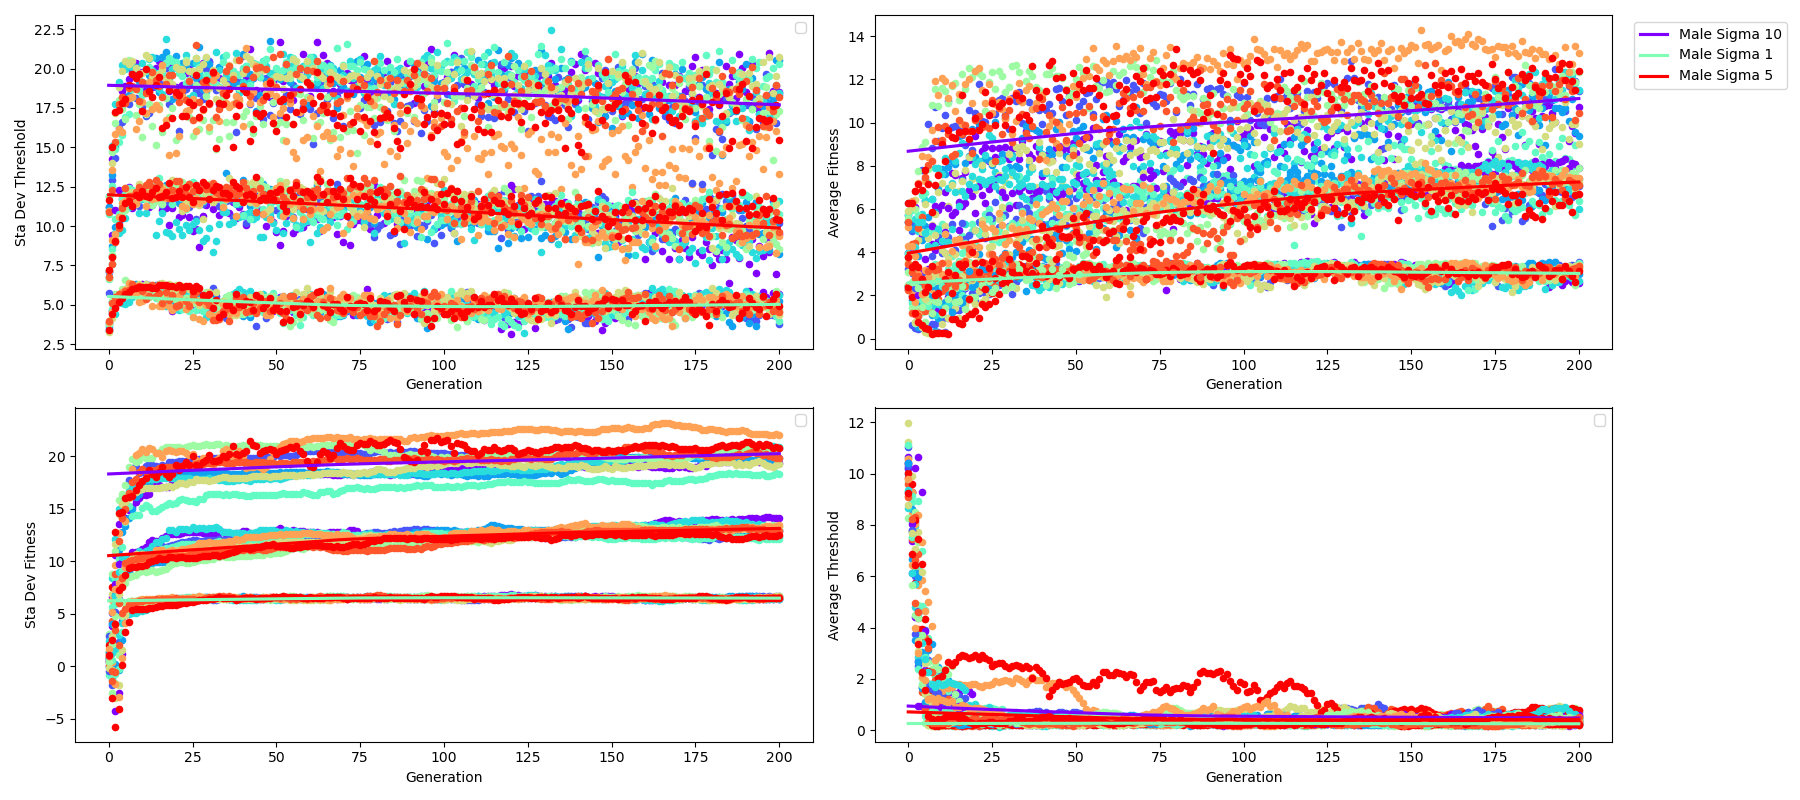 22.5
20.0
17.5
15.0
12.5
10.0
7.5
5.0
2.5
Sta Dev Threshold
0 25 50 75 100 125 150 175 200
Generation
14
12
10
8
6
4
2
0
Average Fitness
0 25 50 75 100 125 150 175 200
Generation
Male Sigma 10
Male Sigma 1
Male Sigma 5
20
15
10
5
0
−5
Sta Dev Fitness
0 25 50 75 100 125 150 175 200
Generation
12
10
8
6
4
2
0
Average Threshold
0 25 50 75 100 125 150 175 200
Generation